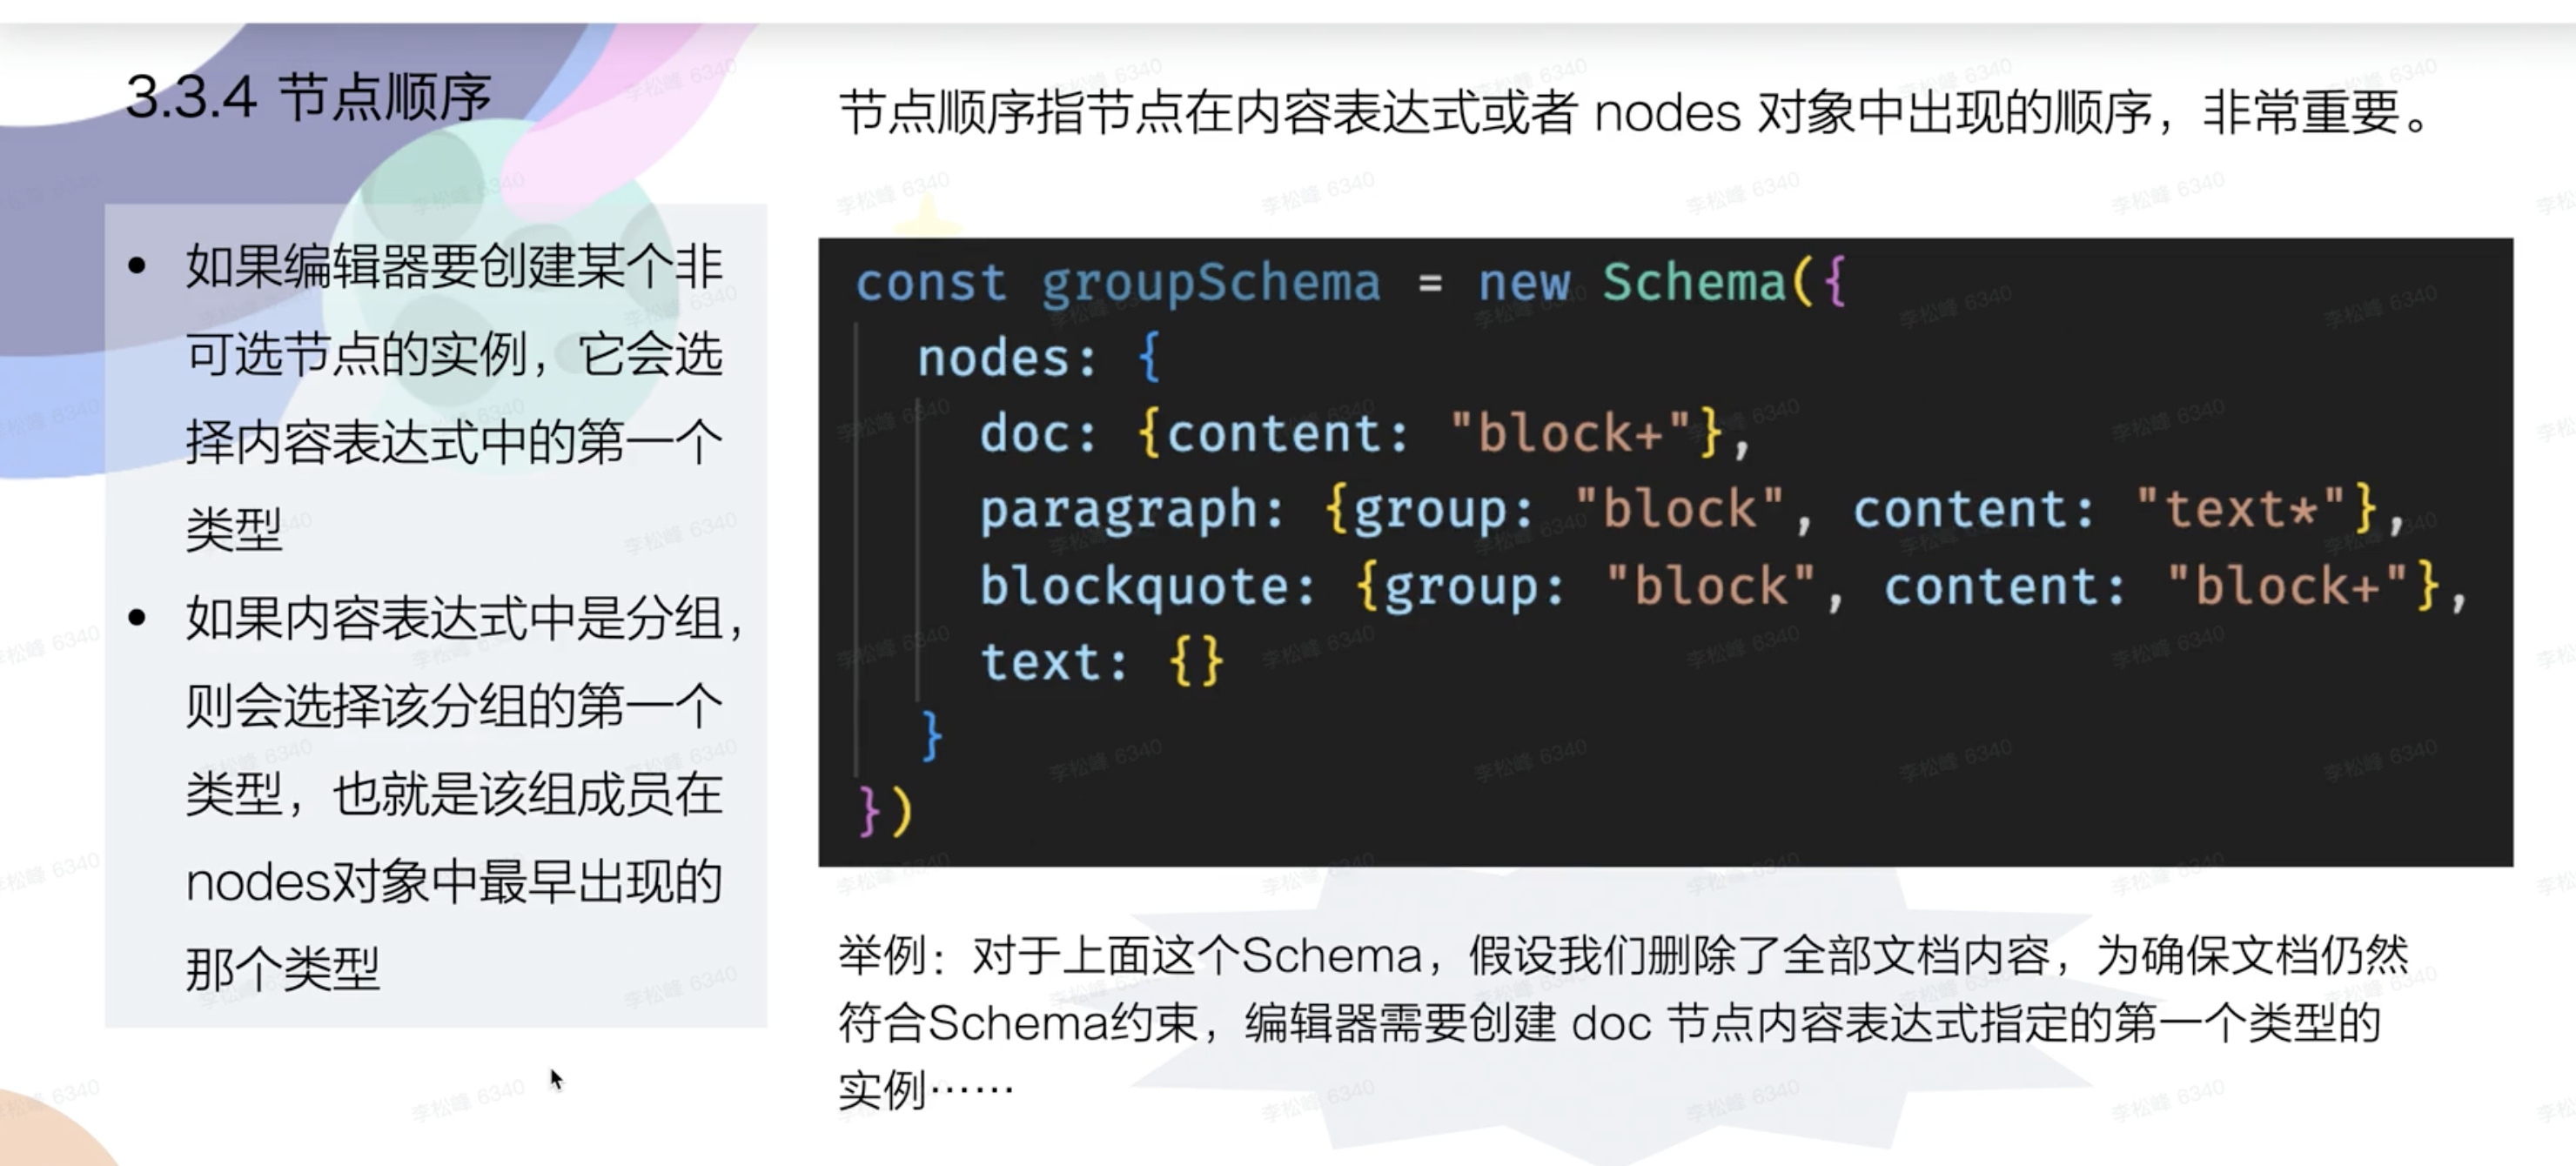 3.3.4 节点顺序
• 如果编辑器要创建某个非
可选节点的实例，它会选
择内容表达式中的第一个
类型
• 如果内容表达式中是分组，
则会选择该分组的第一个
类型，也就是该组成员在
nodes对象中最早出现的
那个类型
节点顺序指节点在内容表达式或者 nodes 对象中出现的顺序，非常重要。
const groupSchema = new Schema({
  nodes: {
    doc: {content: "block+"},
    paragraph: {group: "block", content: "text*"},
    blockquote: {group: "block", content: "block+"},
    text: {}
  }
})
举例：对于上面这个Schema，假设我们删除了全部文档内容，为确保文档仍然
符合Schema约束，编辑器需要创建 doc 节点内容表达式指定的第一个类型的
实例……
李松峰 6340